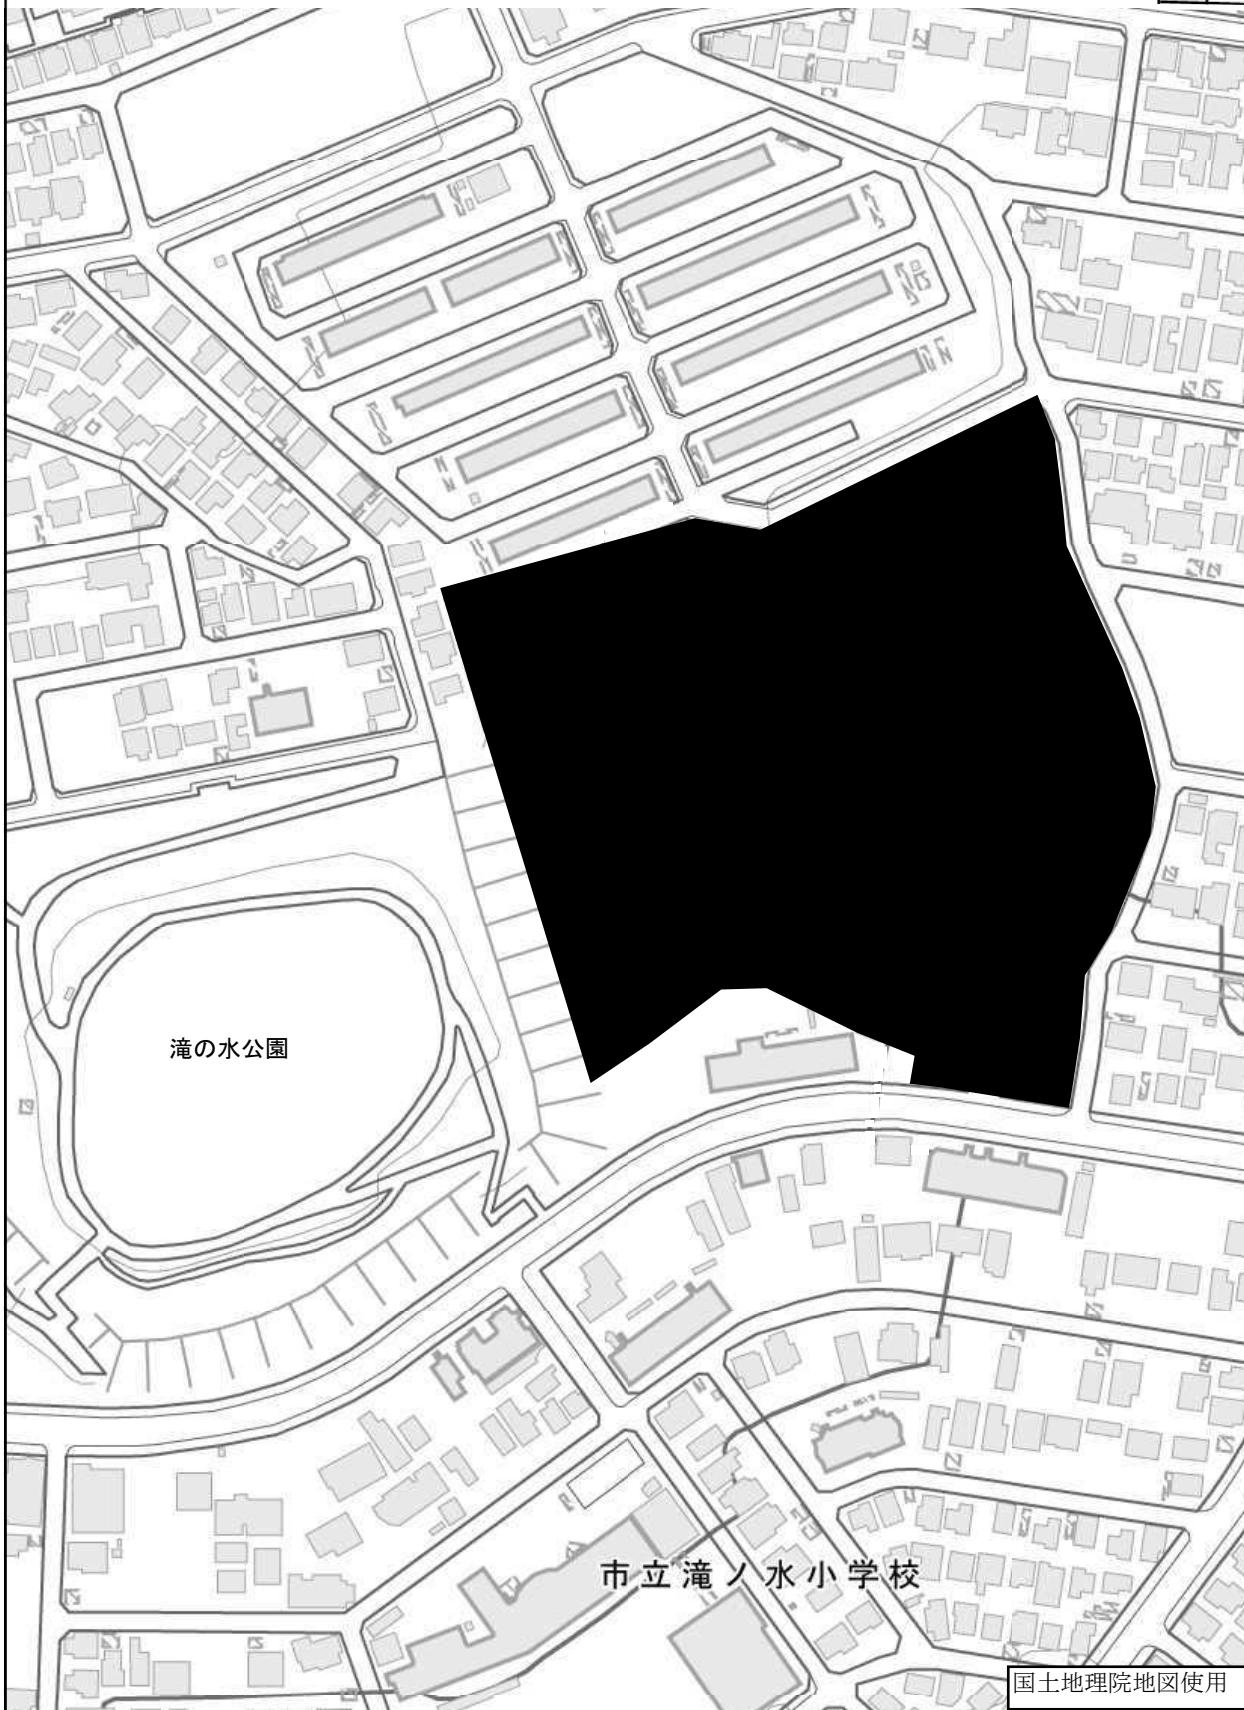 滝の水公園
市立滝ノ水小学校
国土地理院地図使用